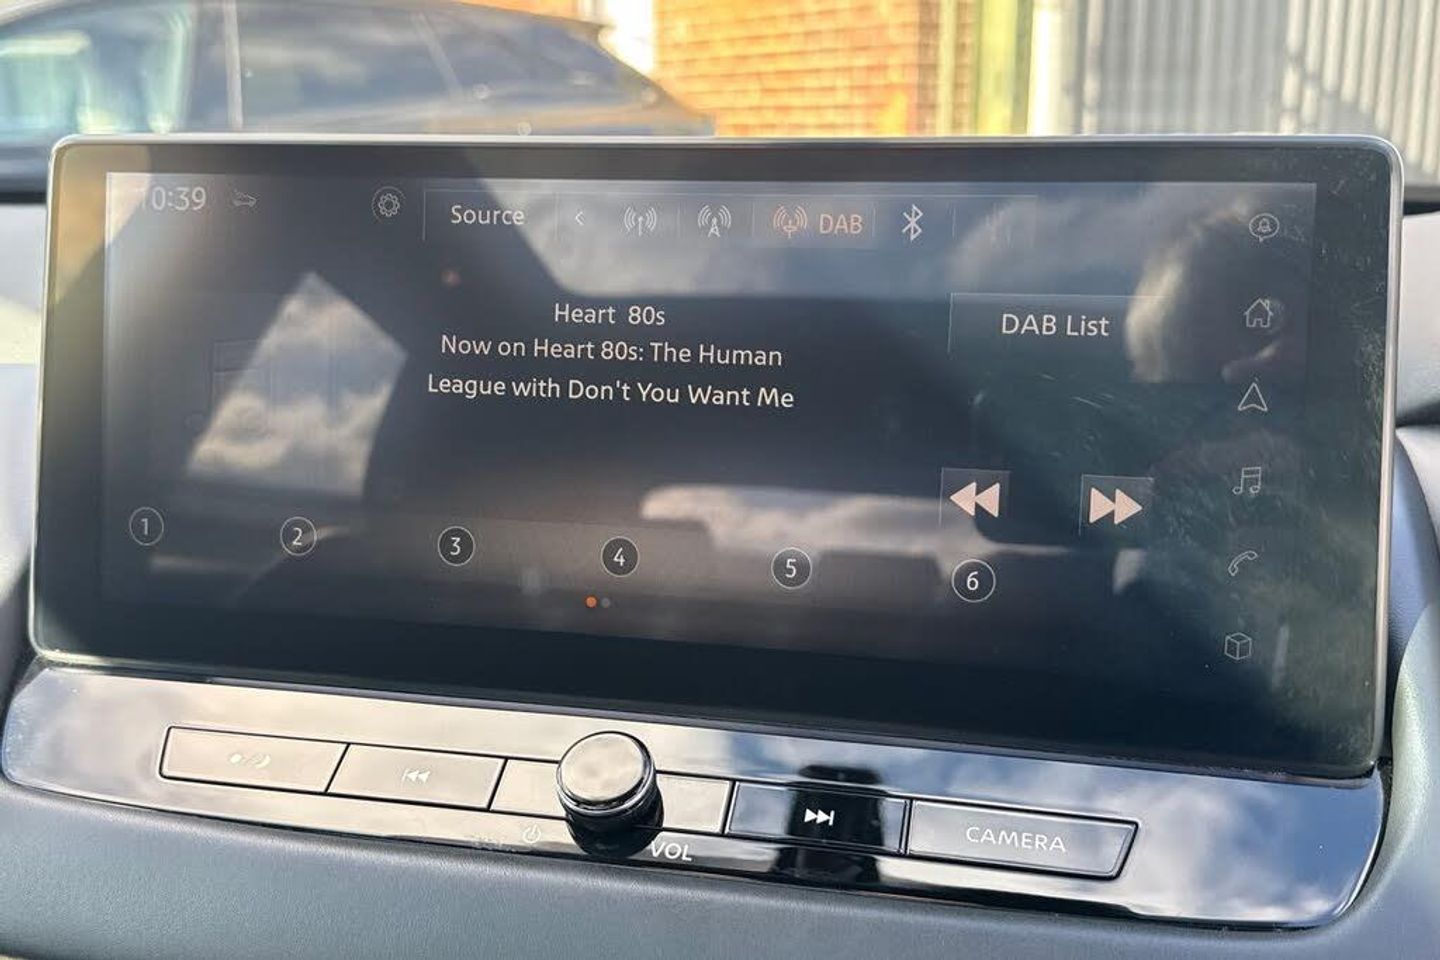 10:39
Source
DAB
Heart 80s
Now on Heart 80s: The Human
League with Don't You Want Me
DAB List
1 2 3 4 5 6
VOL
CAMERA